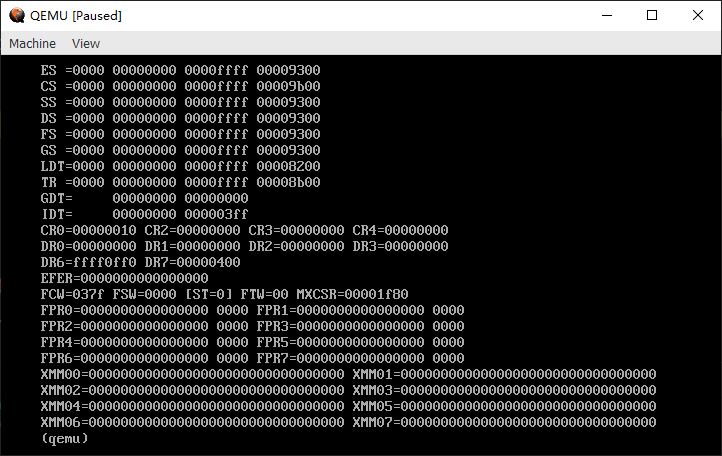 QEMU [Paused]
Machine View
ES =0000 00000000 0000ffff 00009300
CS =0000 00000000 0000ffff 00009b00
SS =0000 00000000 0000ffff 00009300
DS =0000 00000000 0000ffff 00009300
FS =0000 00000000 0000ffff 00009300
GS =0000 00000000 0000ffff 00009300
LDT=0000 00000000 0000ffff 00008200
TR =0000 00000000 0000ffff 00008b00
GDT=     00000000 00000000
IDT=     00000000 000003ff
CR0=00000010 CR2=00000000 CR3=00000000 CR4=00000000
DR0=00000000 DR1=00000000 DR2=00000000 DR3=00000000
DR6=ffff0ff0 DR7=00000400
EFER=0000000000000000
FCW=037f FSW=0000 [ST=0] FTW=00 MXCSR=00001f80
FPR0=0000000000000000 0000 FPR1=0000000000000000 0000
FPR2=0000000000000000 0000 FPR3=0000000000000000 0000
FPR4=0000000000000000 0000 FPR5=0000000000000000 0000
FPR6=0000000000000000 0000 FPR7=0000000000000000 0000
XMM00=00000000000000000000000000000000 XMM01=00000000000000000000000000000000
XMM02=00000000000000000000000000000000 XMM03=00000000000000000000000000000000
XMM04=00000000000000000000000000000000 XMM05=00000000000000000000000000000000
XMM06=00000000000000000000000000000000 XMM07=00000000000000000000000000000000
(qemu)